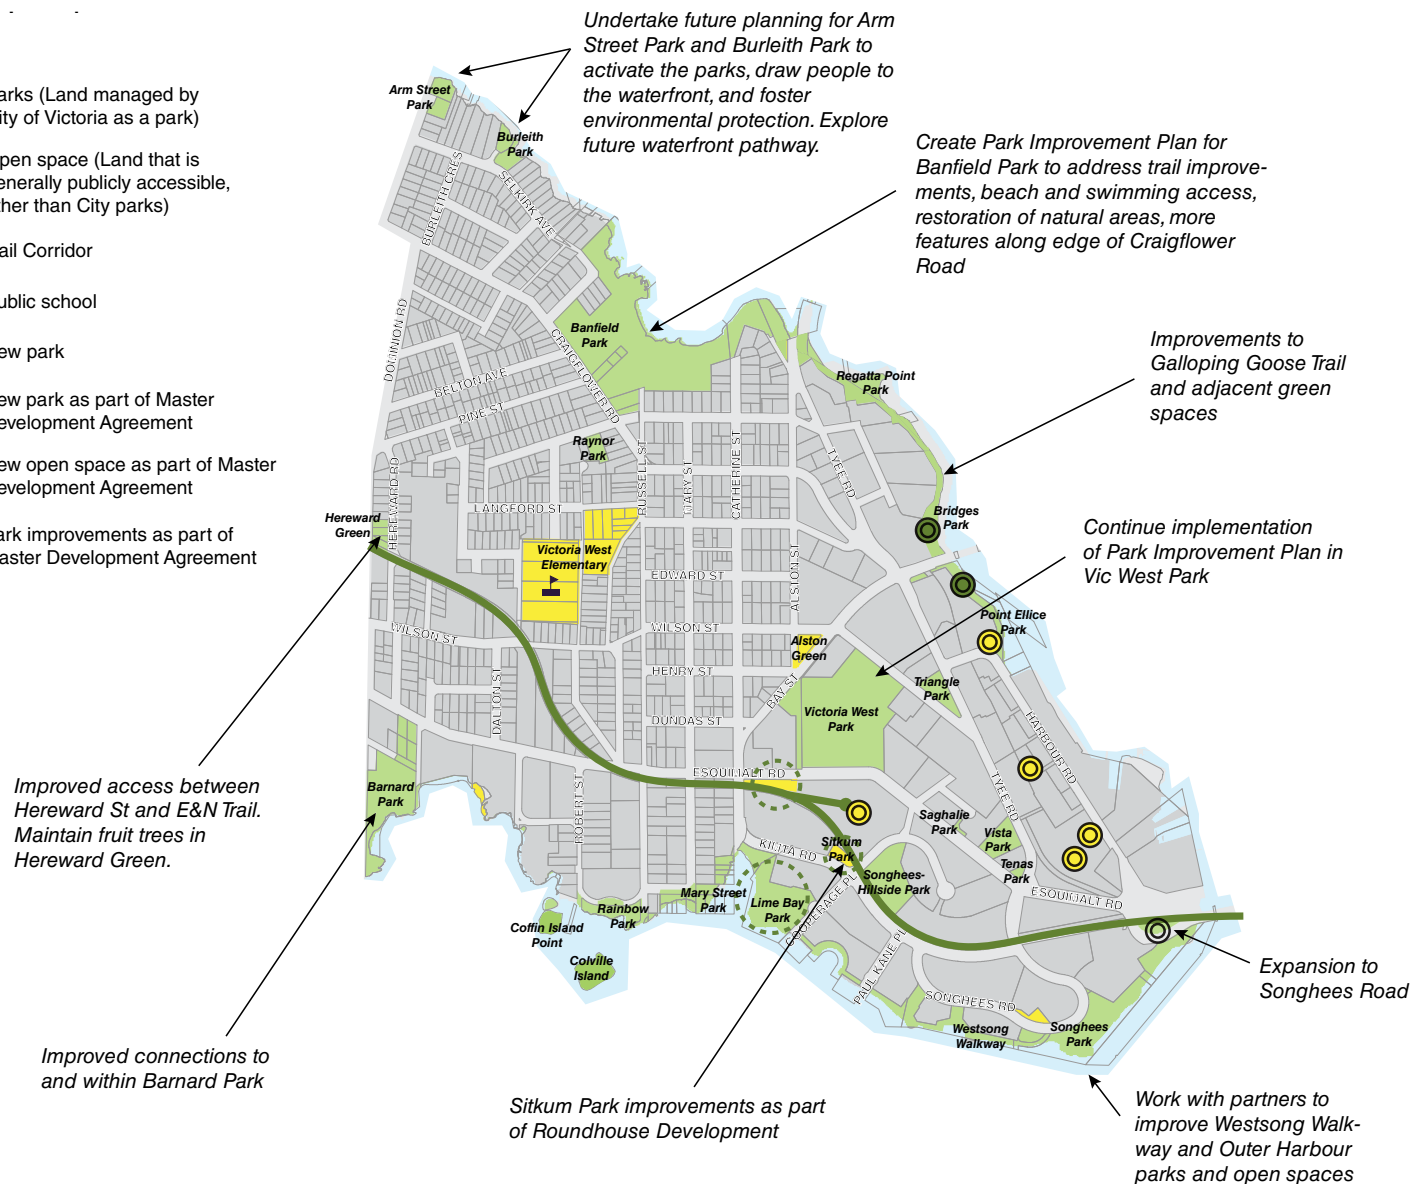 arks (Land managed by
ity of Victoria as a park)
pen space (Land that is
enerally publicly accessible,
ther than City parks)
ail Corridor
ublic school
ew park
ew park as part of Master
evelopment Agreement
ew open space as part of Master
evelopment Agreement
ark improvements as part of
aster Development Agreement
Undertake future planning for Arm
Street Park and Burleith Park to
activate the parks, draw people to
the waterfront, and foster
environmental protection. Explore
future waterfront pathway.
Create Park Improvement Plan for
Banfield Park to address trail improve-
ments, beach and swimming access,
restoration of natural areas, more
features along edge of Craigflower
Road
Improvements to
Galloping Goose Trail
and adjacent green
spaces
Continue implementation
of Park Improvement Plan in
Vic West Park
Expansion to
Songhees Road
Work with partners to
improve Westsong Walk-
way and Outer Harbour
parks and open spaces
Sitkum Park improvements as part
of Roundhouse Development
Improved connections to
and within Barnard Park
Improved access between
Hereward St and E&N Trail.
Maintain fruit trees in
Hereward Green.
Arm Street
Park
Burleith
Park
BURLEITH CRES
SELKIRK AVE
DOMINION RD
Banfield
Park
CRAIGFLOWER RD
BELTON AVE
PINE ST
Regatta Point
Park
Raynor
Park
RUSSELL ST
MARY ST
CATHERINE ST
TYEE RD
HEREWARD RD
LANGFORD ST
Hereward
Green
Bridges
Park
Victoria West
Elementary
EDWARD ST
ALSTON ST
WILSON ST
WILSON ST
Point Ellice
Park
Alston
Green
HENRY ST
DALTON ST
BAY ST
Triangle
Park
Victoria West
Park
DUNDAS ST
HARBOUR RD
ESQUIMALT RD
TYEE RD
Barnard
Park
ROBERT ST
Saghalie
Park
Vista
Park
KILITA RD
Sitkum
Park
Tenas
Park
Songhees-
Hillside Park
ESQUIMALT RD
Mary Street
Park
Lime Bay
Park
Rainbow
Park
COOPERAGE PL
Coffin Island
Point
Colville
Island
PAUL KANE PL
SONGHEES RD
Westsong
Walkway
Songhees
Park